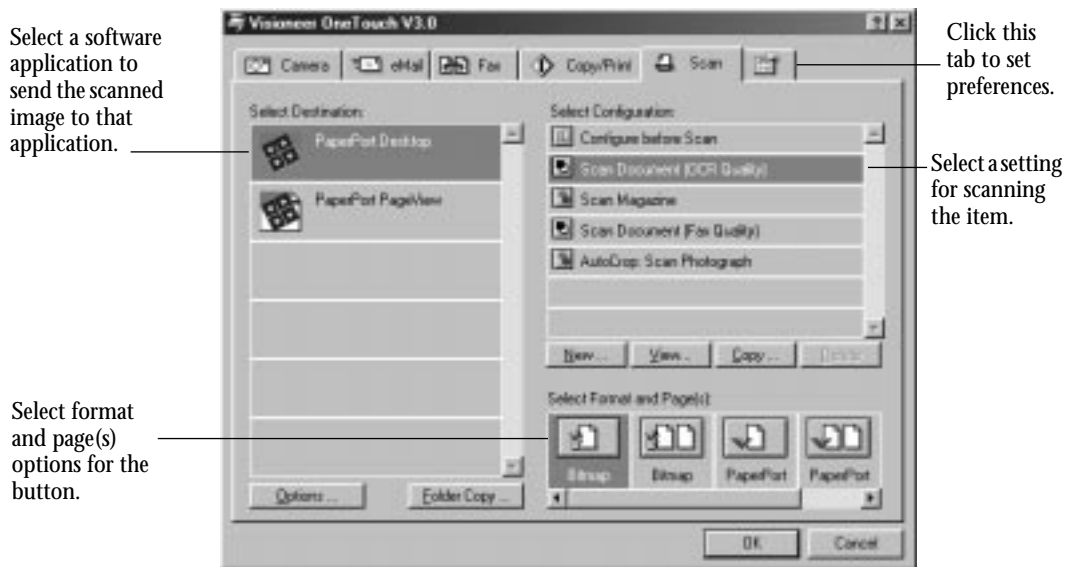 Select a software
application to
send the scanned
image to that
application.
Select format
and page(s)
options for the
button.
Visioneer OneTouch V3.0
Camera eMail Fax Copy/Print Scan
Select Destination:
PaperPort Desktop
PaperPort PageView
Options ... Folder Copy ...
Select Configuration:
Configure before Scan
Scan Document (OCR Quality)
Scan Magazine
Scan Document (Fax Quality)
AutoCrop: Scan Photograph
New ... View ... Copy ... Delete
Select Format and Page(s):
Bitmap Bitmap PaperPort PaperPort
OK Cancel
Click this
tab to set
preferences.
Select a setting
for scanning
the item.